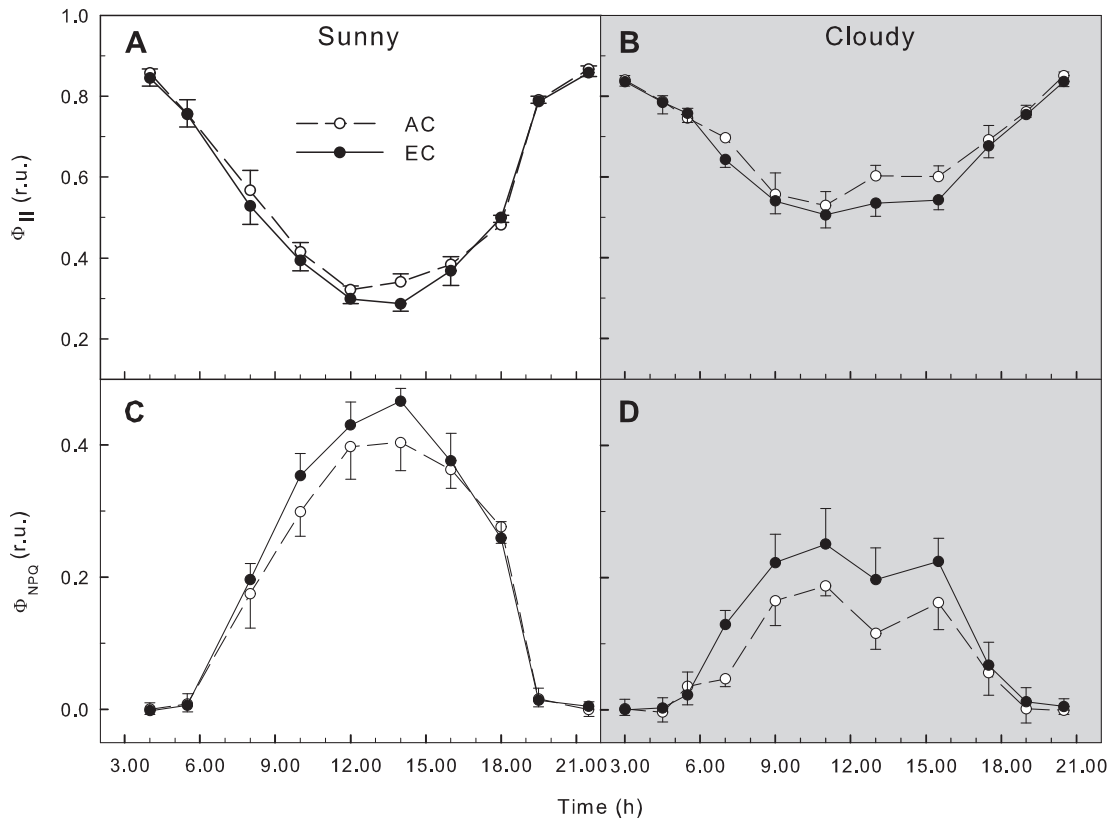 A Sunny
B Cloudy
AC
EC
1.0
0.8
0.6
0.4
0.2
Φ II (r.u.)
C
D
0.4
0.2
0.0
Φ NPQ (r.u.)
3.00 6.00 9.00 12.00 15.00 18.00 21.00
3.00 6.00 9.00 12.00 15.00 18.00 21.00
Time (h)